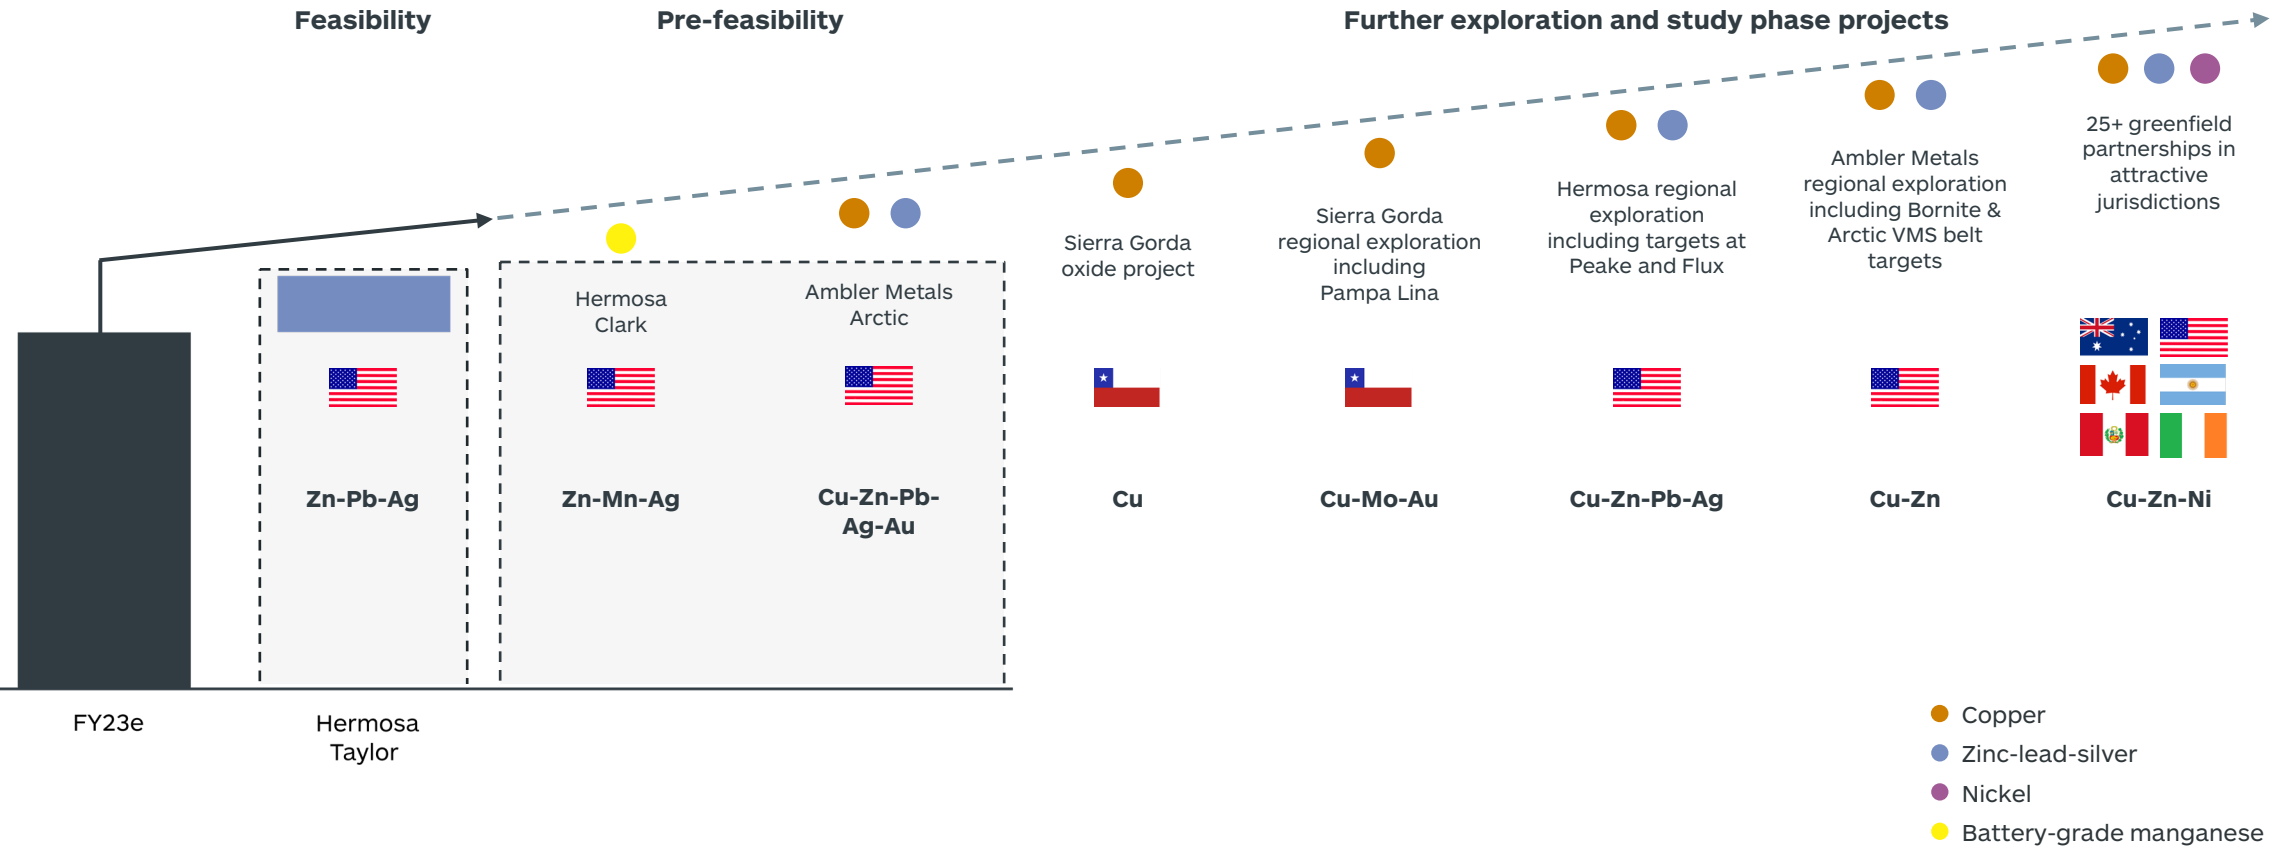 Feasibility
Pre-feasibility
Further exploration and study phase projects
25+ greenfield
partnerships in
attractive
jurisdictions
Ambler Metals
regional exploration
including Bornite &
Arctic VMS belt
targets
Hermosa regional
exploration
including targets at
Peake and Flux
Sierra Gorda
regional exploration
including
Pampa Lina
Sierra Gorda
oxide project
Ambler Metals
Arctic
Hermosa
Clark
Zn-Pb-Ag
Zn-Mn-Ag
Cu-Zn-Pb-
Ag-Au
Cu
Cu-Mo-Au
Cu-Zn-Pb-Ag
Cu-Zn
Cu-Zn-Ni
FY23e
Hermosa
Taylor
Copper
Zinc-lead-silver
Nickel
Battery-grade manganese